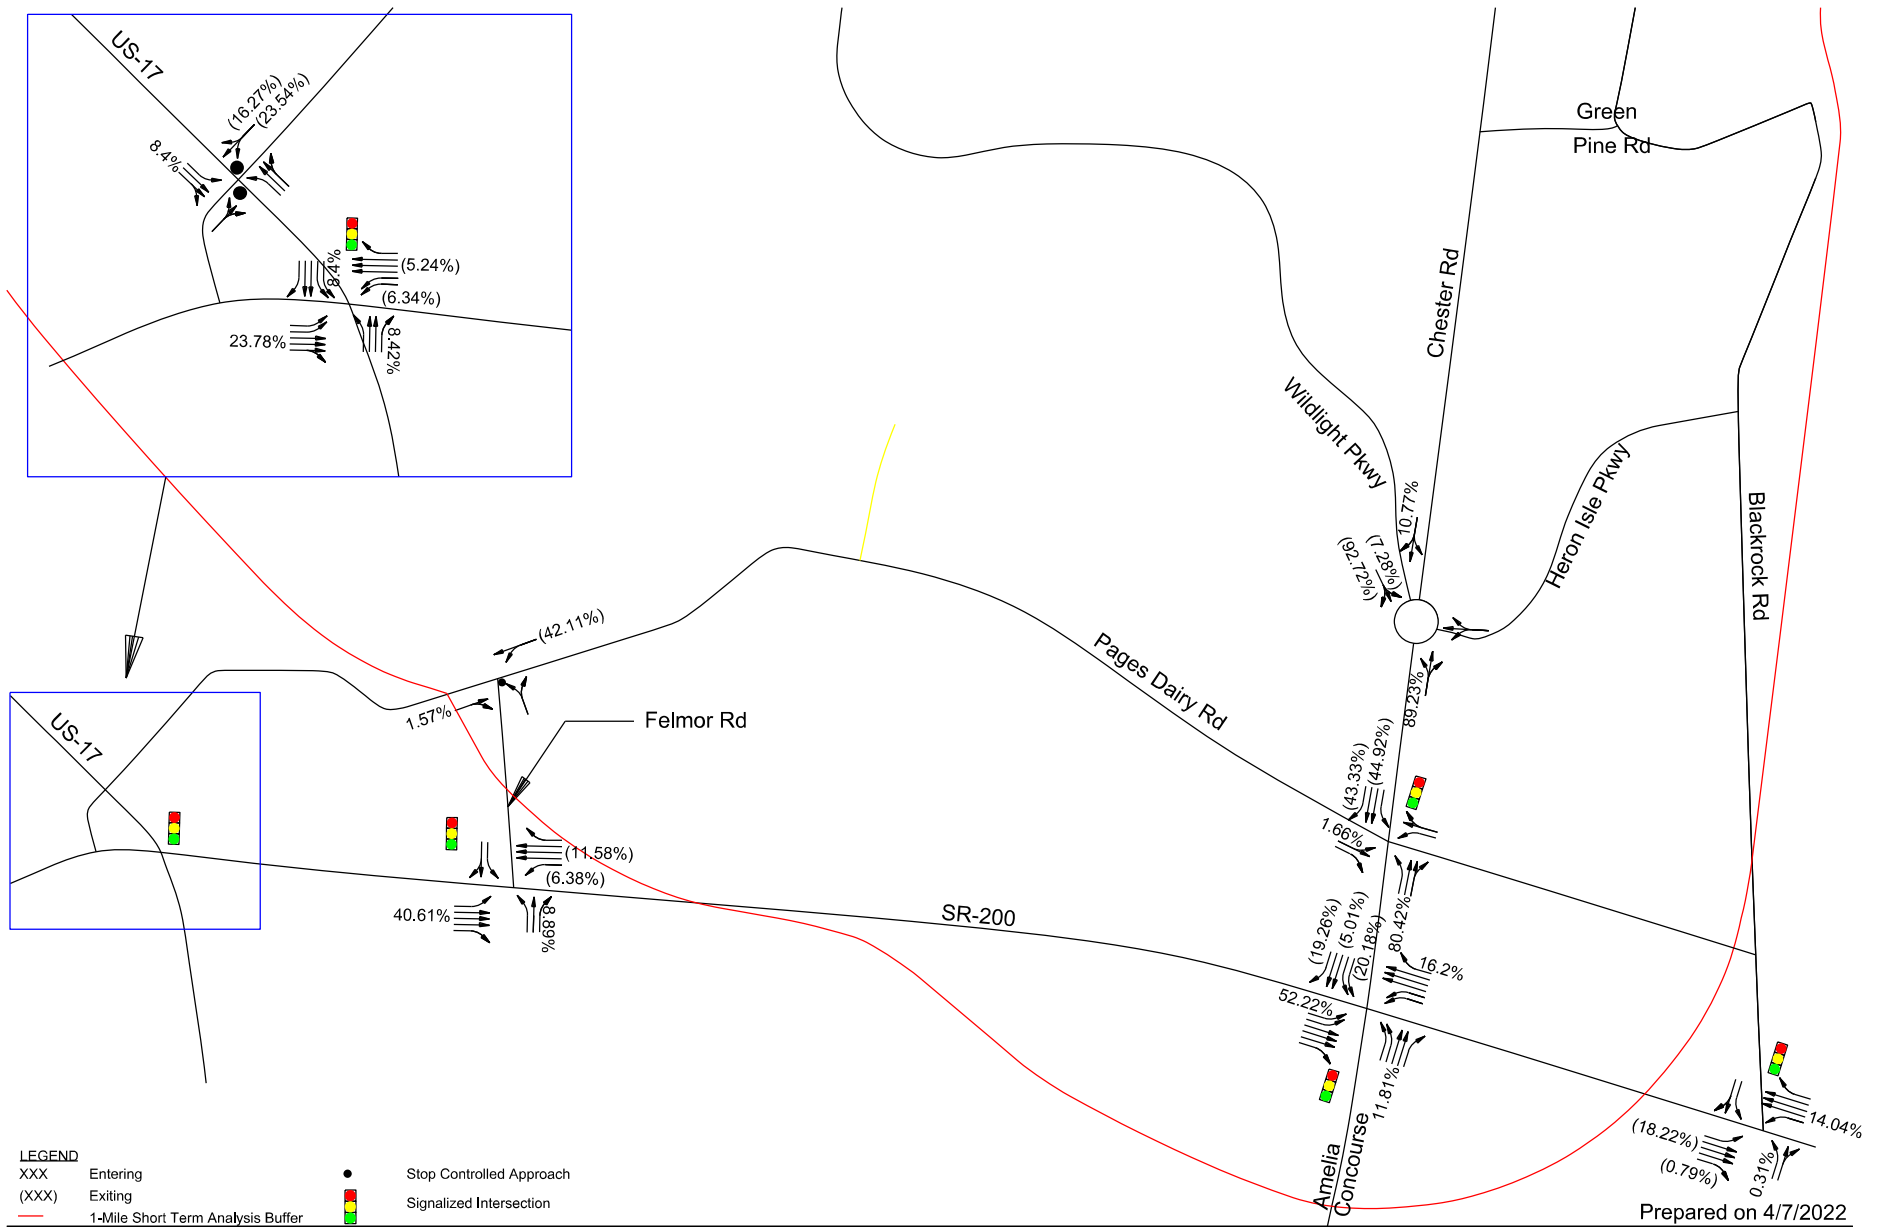 US-17
(16.27%)
(23.54%)
8.4%
8.4%
(5.24%)
(6.34%)
23.78%
8.42%
Green
Pine Rd
Chester Rd
Wildlight Pkwy
Heron Isle Pkwy
Blackrock Rd
10.77%
(7.28%)
(92.72%)
89.23%
(42.11%)
1.57%
Felmor Rd
Pages Dairy Rd
US-17
(43.33%)
(44.92%)
1.66%
80.42%
(11.58%)
(6.38%)
40.61%
8.89%
SR-200
(19.26%)
(5.01%)
(20.18%)
16.2%
52.22%
11.81%
Amelia
Concourse
14.04%
(18.22%)
(0.79%)
0.31%
LEGEND
XXX Entering
(XXX) Exiting
1-Mile Short Term Analysis Buffer
Stop Controlled Approach
Signalized Intersection
Prepared on 4/7/2022